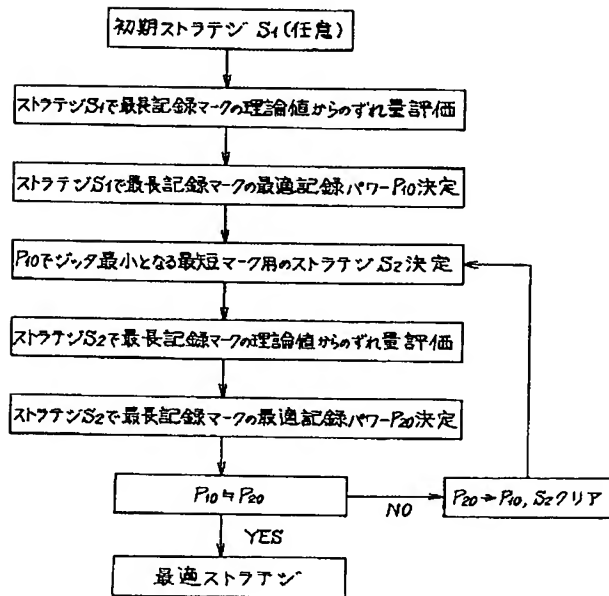 初期ストラテジ S1(任意)
ストラテジS1で最長記録マークの理論値からのずれ量評価
ストラテジS1で最長記録マークの最適記録パワーP10決定
P10でジッタ最小となる最短マーク用のストラテジS2決定
ストラテジS2で最長記録マークの理論値からのずれ量評価
ストラテジS2で最長記録マークの最適記録パワーP20決定
P10≒P20
NO
P20→P10, S2クリア
YES
最適ストラテジ